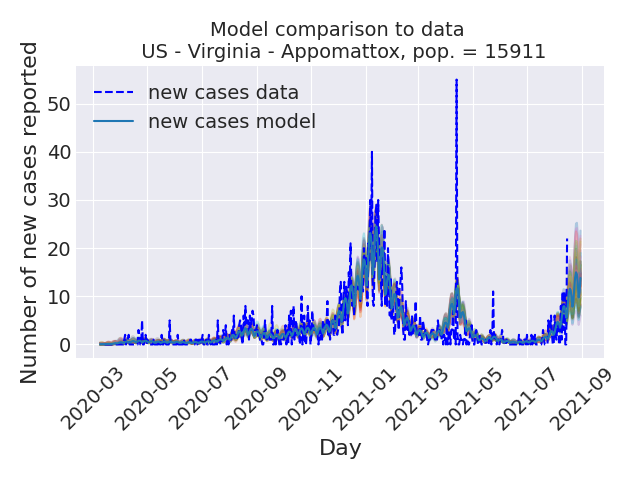 Model comparison to data
US - Virginia - Appomattox, pop. = 15911
Number of new cases reported
new cases data
new cases model
50
40
30
20
10
0
2020-03
2020-05
2020-07
2020-09
2020-11
2021-01
2021-03
2021-05
2021-07
2021-09
Day